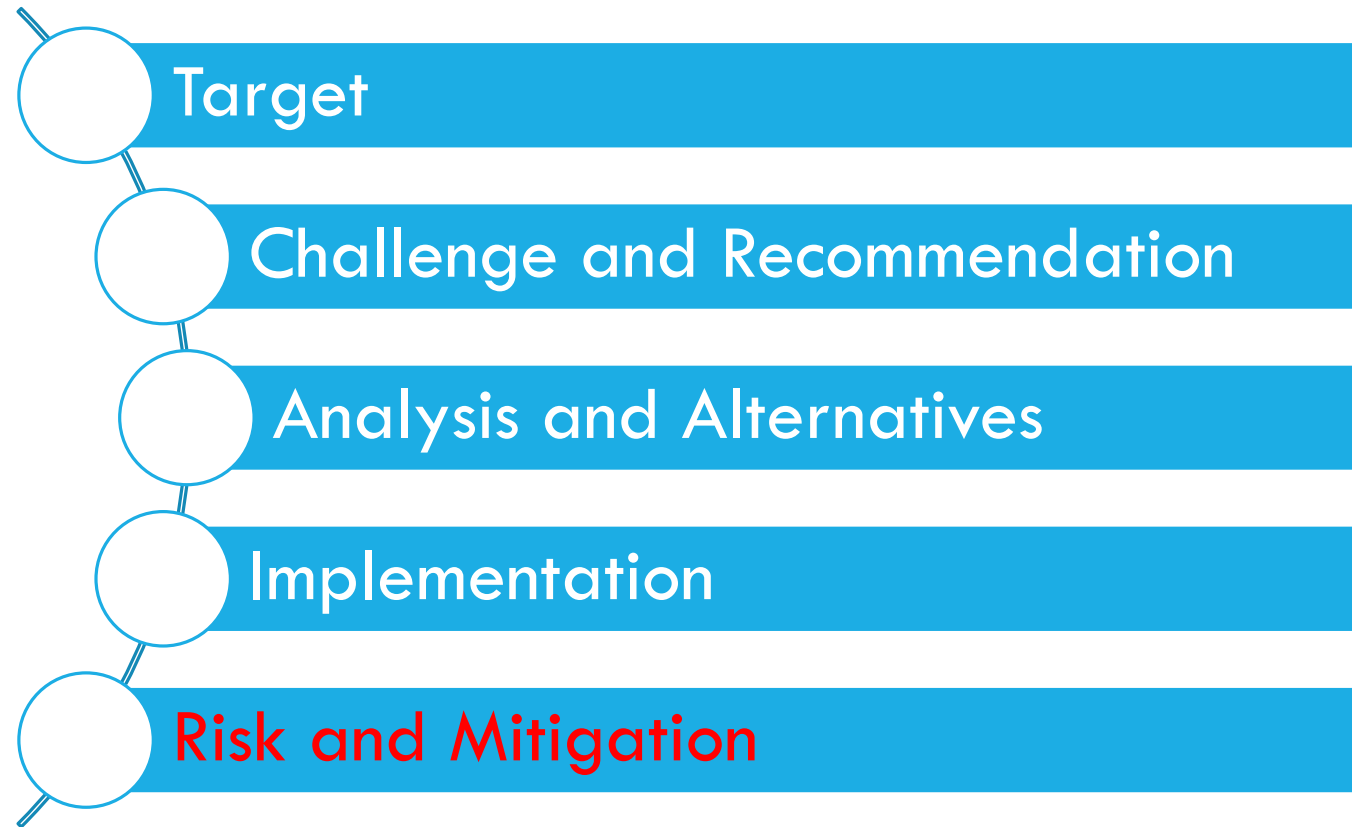 Target
Challenge and Recommendation
Analysis and Alternatives
Implementation
Risk and Mitigation